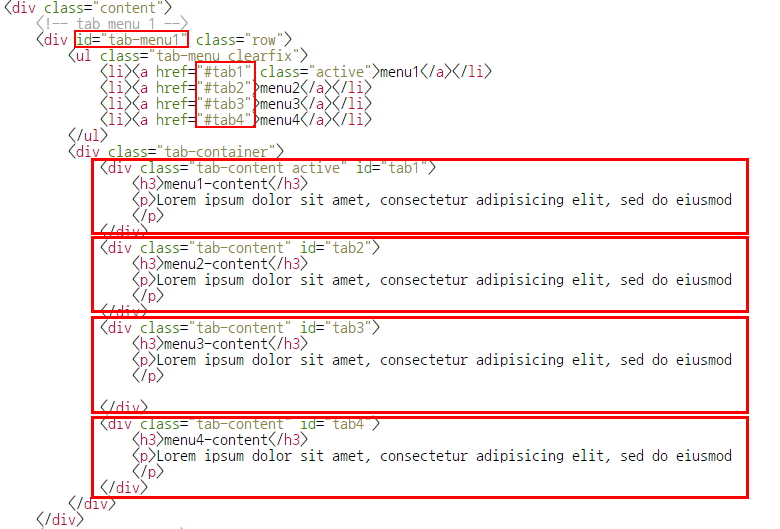 <div class="content">
<!-- tab menu 1 -->
<div id="tab-menu1" class="row">
<ul class="tab-menu clearfix">
<li><a href="#tab1" class="active">menu1</a></li>
<li><a href="#tab2">menu2</a></li>
<li><a href="#tab3">menu3</a></li>
<li><a href="#tab4">menu4</a></li>
</ul>
<div class="tab-container">
<div class="tab-content active" id="tab1">
<h3>menu1-content</h3>
<p>Lorem ipsum dolor sit amet, consectetur adipisicing elit, sed do eiusmod
</p>
</div>
<div class="tab-content" id="tab2">
<h3>menu2-content</h3>
<p>Lorem ipsum dolor sit amet, consectetur adipisicing elit, sed do eiusmod
</p>
</div>
<div class="tab-content" id="tab3">
<h3>menu3-content</h3>
<p>Lorem ipsum dolor sit amet, consectetur adipisicing elit, sed do eiusmod
</p>
</div>
<div class="tab-content" id="tab4">
<h3>menu4-content</h3>
<p>Lorem ipsum dolor sit amet, consectetur adipisicing elit, sed do eiusmod
</p>
</div>
</div>
</div>